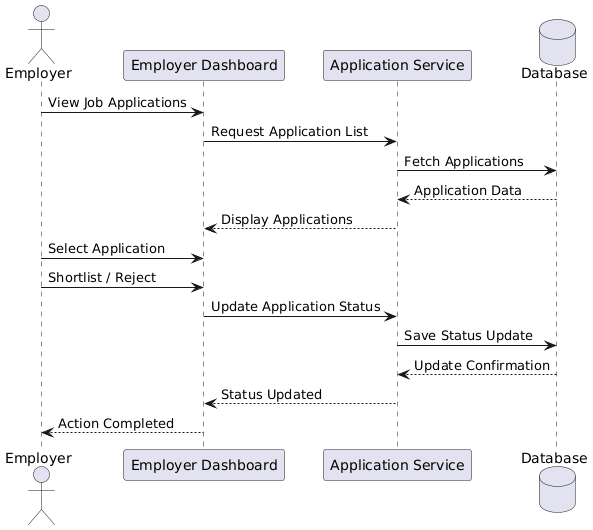 Employer
Employer Dashboard
Application Service
Database
View Job Applications
Request Application List
Fetch Applications
Application Data
Display Applications
Select Application
Shortlist / Reject
Update Application Status
Save Status Update
Update Confirmation
Status Updated
Action Completed
Employer
Employer Dashboard
Application Service
Database